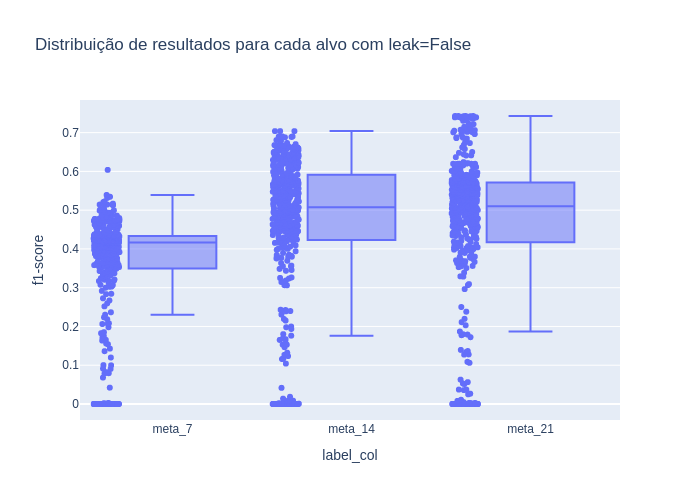 Distribuição de resultados para cada alvo com leak=False
0.7
0.6
0.5
0.4
0.3
0.2
0.1
0
f1-score
meta_7
meta_14
meta_21
label_col